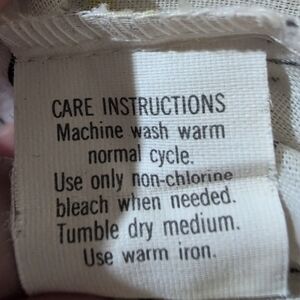 CARE INSTRUCTIONS
Machine wash warm
normal cycle.
Use only non-chlorine
bleach when needed.
Tumble dry medium.
Use warm iron.